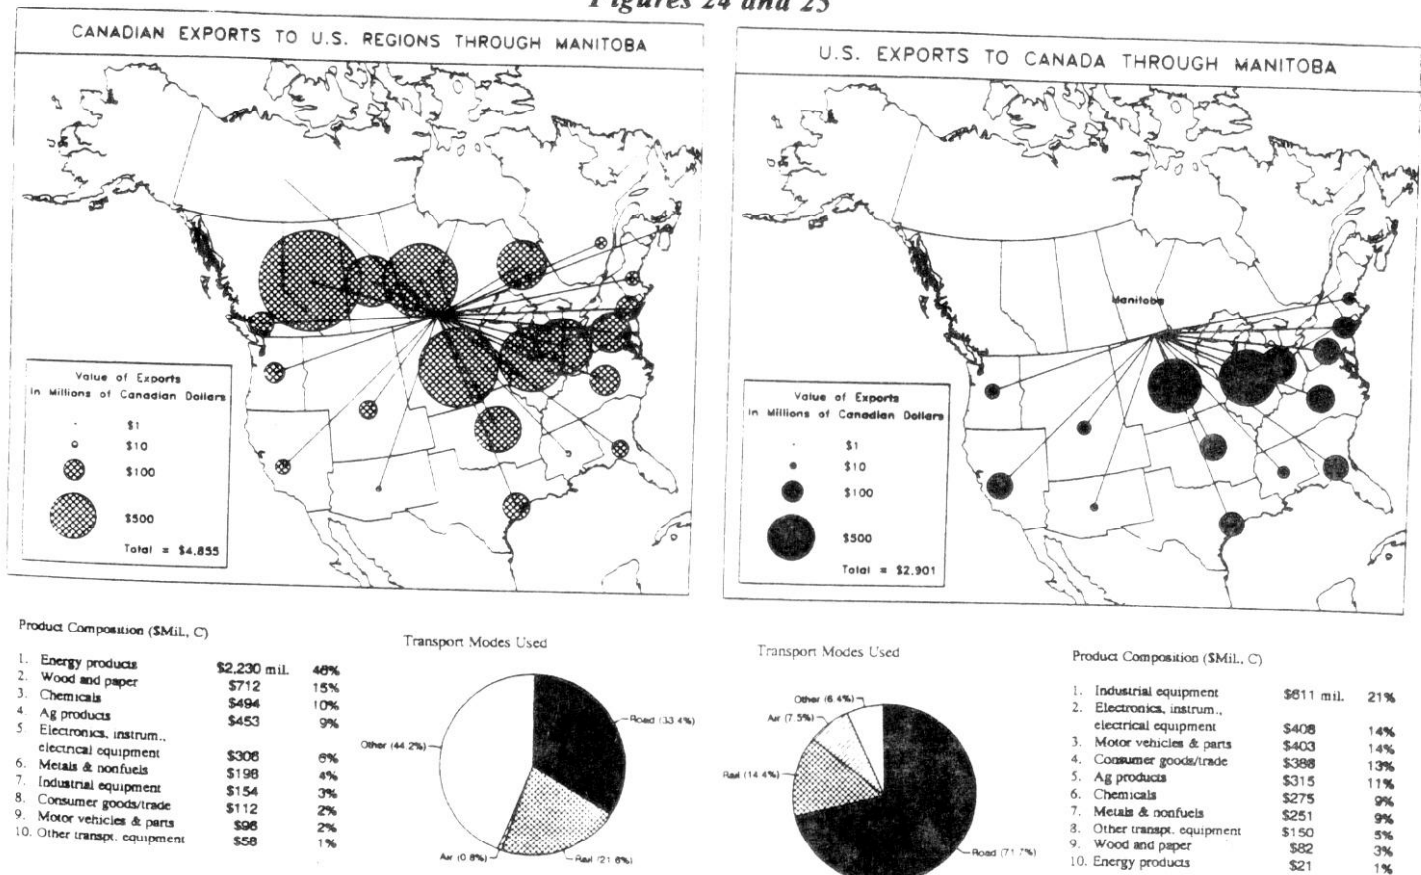 Figures 24 and 25
CANADIAN EXPORTS TO U.S. REGIONS THROUGH MANITOBA
Value of Exports
in Millions of Canadian Dollars
$1
$10
$100
$500
Total = $4,855
U.S. EXPORTS TO CANADA THROUGH MANITOBA
Manitoba
Value of Exports
in Millions of Canadian Dollars
$1
$10
$100
$500
Total = $2,901
Product Composition ($Mil., C)
1. Energy products $2,230 mil. 46%
2. Wood and paper $712 15%
3. Chemicals $494 10%
4. Ag products $453 9%
5. Electronics, instrum.,
electrical equipment $306 6%
6. Metals & nonfuels $198 4%
7. Industrial equipment $154 3%
8. Consumer goods/trade $112 2%
9. Motor vehicles & parts $96 2%
10. Other transpt. equipment $58 1%
Transport Modes Used
Road (33.4%)
Other (44.2%)
Air (0.8%)
Rail (21.6%)
Transport Modes Used
Other (6.4%)
Air (7.5%)
Rail (14.4%)
Road (71.7%)
Product Composition ($Mil., C)
1. Industrial equipment $611 mil. 21%
2. Electronics, instrum.,
electrical equipment $408 14%
3. Motor vehicles & parts $403 14%
4. Consumer goods/trade $388 13%
5. Ag products $315 11%
6. Chemicals $275 9%
7. Metals & nonfuels $251 9%
8. Other transpt. equipment $150 5%
9. Wood and paper $82 3%
10. Energy products $21 1%